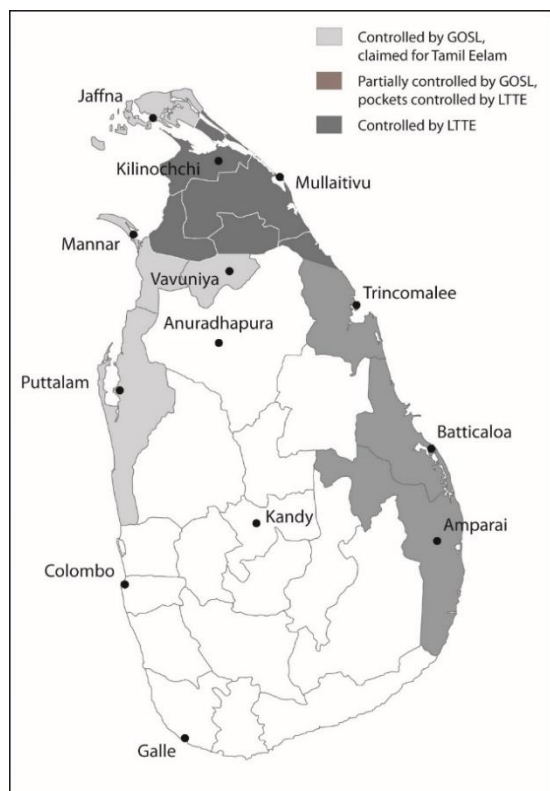 Controlled by GOSL,
claimed for Tamil Eelam
Partially controlled by GOSL,
pockets controlled by LTTE
Controlled by LTTE
Jaffna
Kilinochchi
Mullaitivu
Mannar
Vavuniya
Trincomalee
Anuradhapura
Puttalam
Batticaloa
Kandy
Amparai
Colombo
Galle